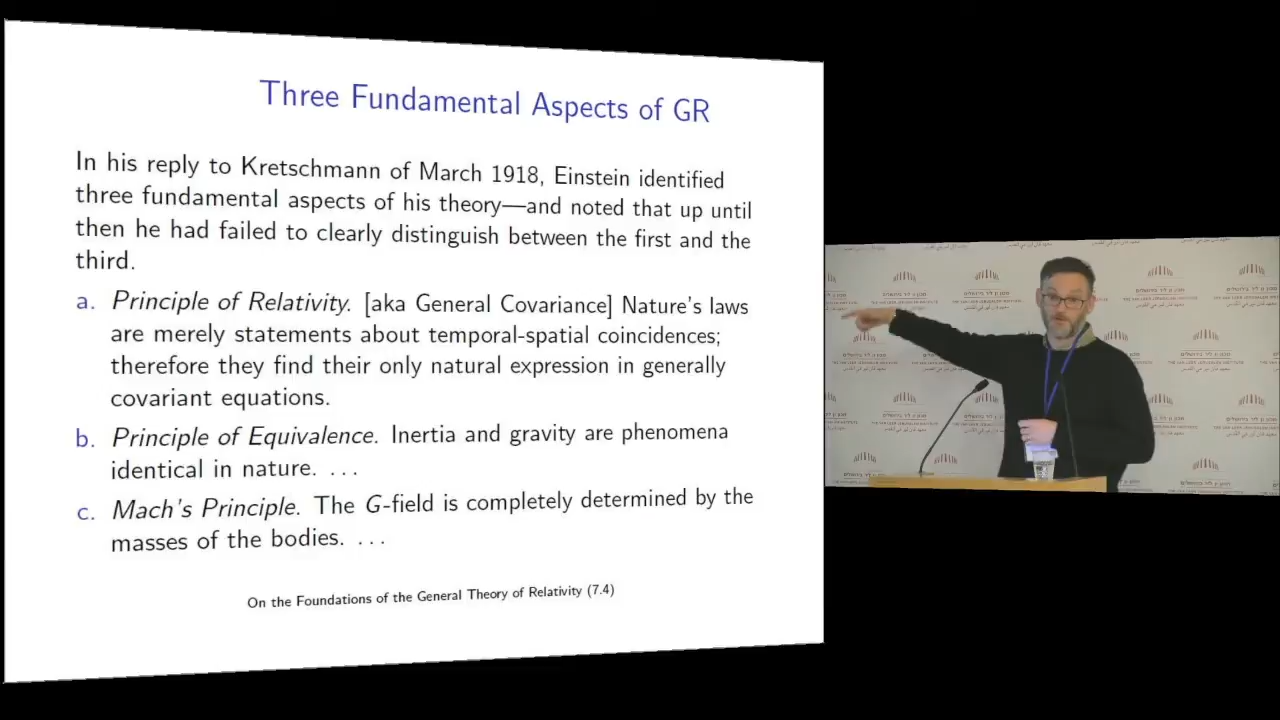 Three Fundamental Aspects of GR
In his reply to Kretschmann of March 1918, Einstein identified
three fundamental aspects of his theory—and noted that up until
then he had failed to clearly distinguish between the first and the
third.
a. Principle of Relativity. [aka General Covariance] Nature's laws
are merely statements about temporal-spatial coincidences;
therefore they find their only natural expression in generally
covariant equations.
b. Principle of Equivalence. Inertia and gravity are phenomena
identical in nature. ...
c. Mach's Principle. The G-field is completely determined by the
masses of the bodies. ...
On the Foundations of the General Theory of Relativity (7.4)